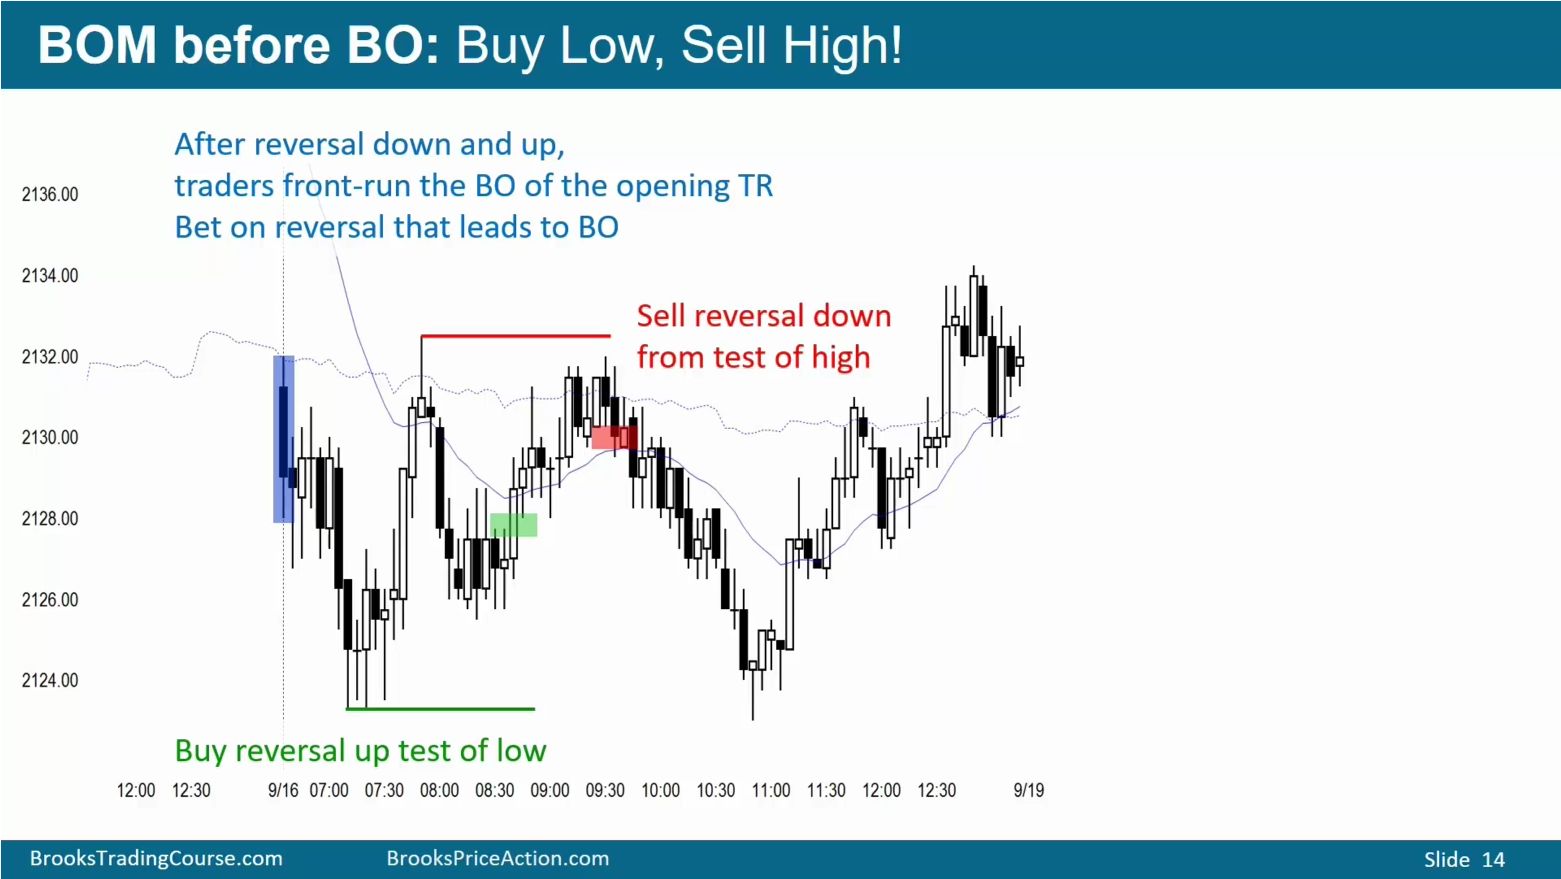 BOM before BO: Buy Low, Sell High!
After reversal down and up,
traders front-run the BO of the opening TR
Bet on reversal that leads to BO
2136.00
2134.00
2132.00
2130.00
2128.00
2126.00
2124.00
Sell reversal down
from test of high
Buy reversal up test of low
12:00 12:30 9/16 07:00 07:30 08:00 08:30 09:00 09:30 10:00 10:30 11:00 11:30 12:00 12:30 9/19
BrooksTradingCourse.com BrooksPriceAction.com Slide 14